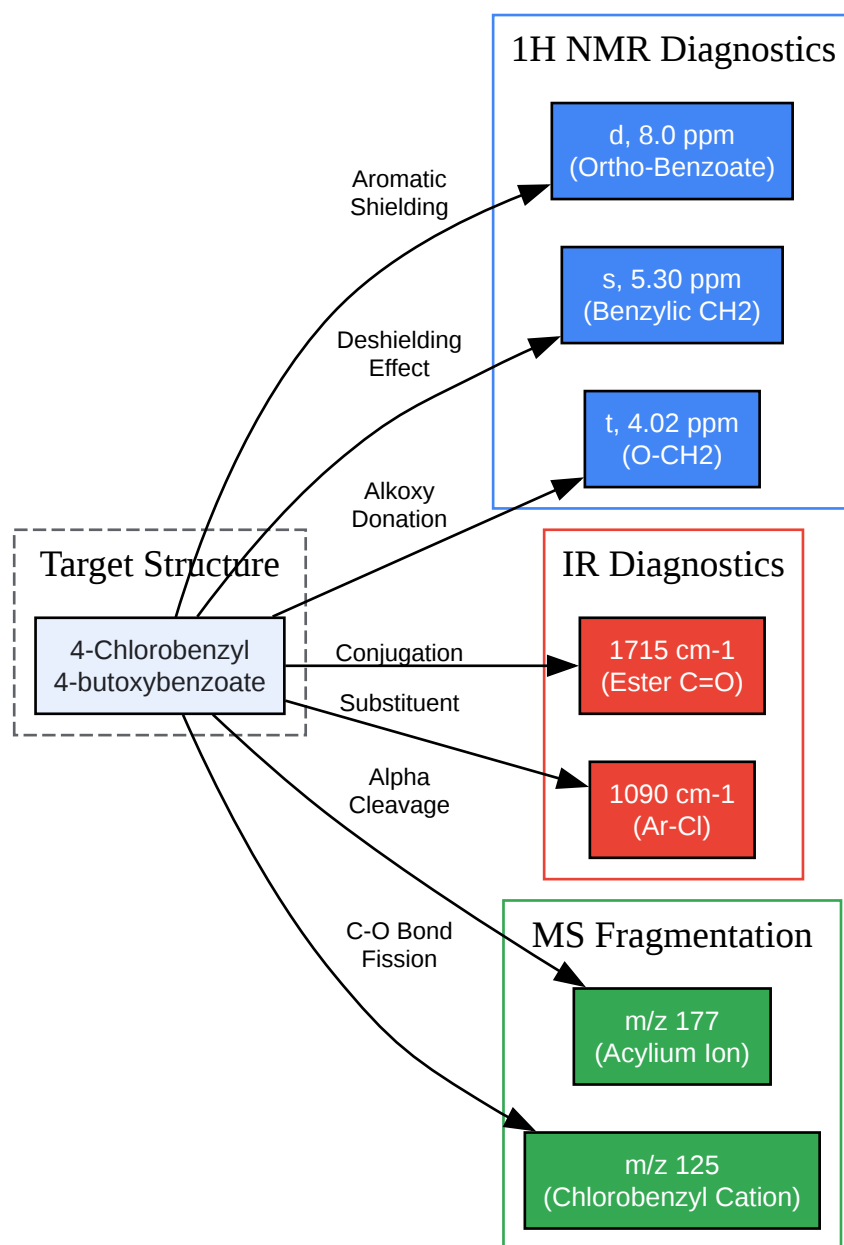 1H NMR Diagnostics
d, 8.0 ppm
(Ortho-Benzoate)
Aromatic
Shielding
s, 5.30 ppm
(Benzylic CH2)
Deshielding
Effect
t, 4.02 ppm
(O-CH2)
Alkoxy
Donation
Target Structure
4-Chlorobenzyl
4-butoxybenzoate
IR Diagnostics
Conjugation
1715 cm-1
(Ester C=O)
Substituent
1090 cm-1
(Ar-Cl)
Alpha
Cleavage
MS Fragmentation
C-O Bond
Fission
m/z 177
(Acylium Ion)
m/z 125
(Chlorobenzyl Cation)